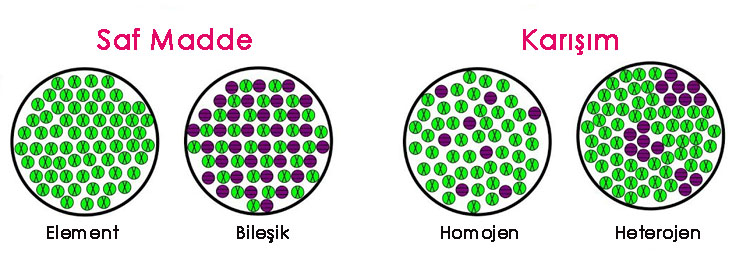 Saf Madde
Karışım
Element
Bileşik
Homojen
Heterojen